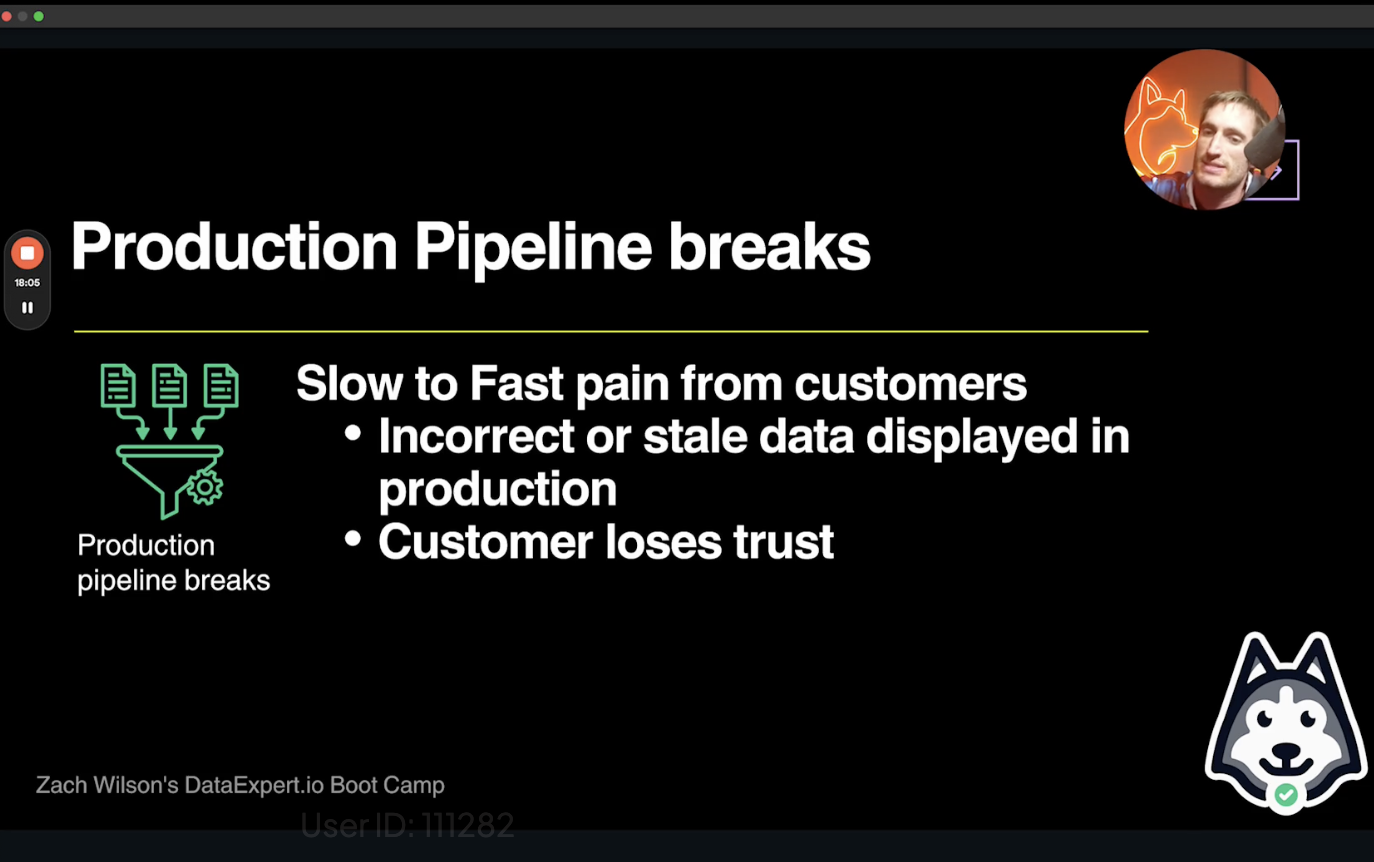 Production Pipeline breaks
18:05
Slow to Fast pain from customers
• Incorrect or stale data displayed in
production
• Customer loses trust
Production
pipeline breaks
Zach Wilson's DataExpert.io Boot Camp
User ID: 111282